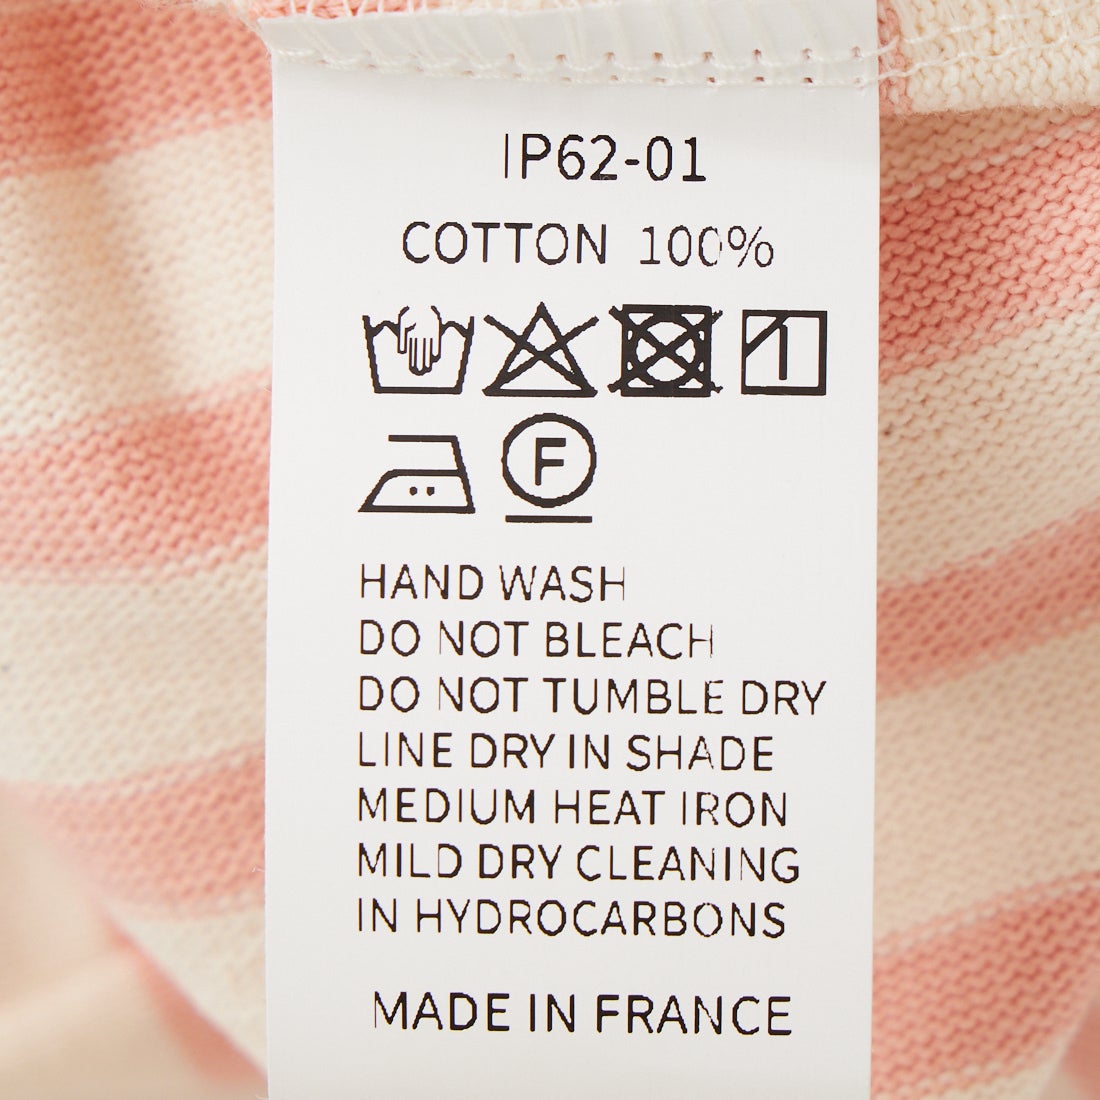 IP62-01
COTTON 100%
F
HAND WASH
DO NOT BLEACH
DO NOT TUMBLE DRY
LINE DRY IN SHADE
MEDIUM HEAT IRON
MILD DRY CLEANING
IN HYDROCARBONS
MADE IN FRANCE